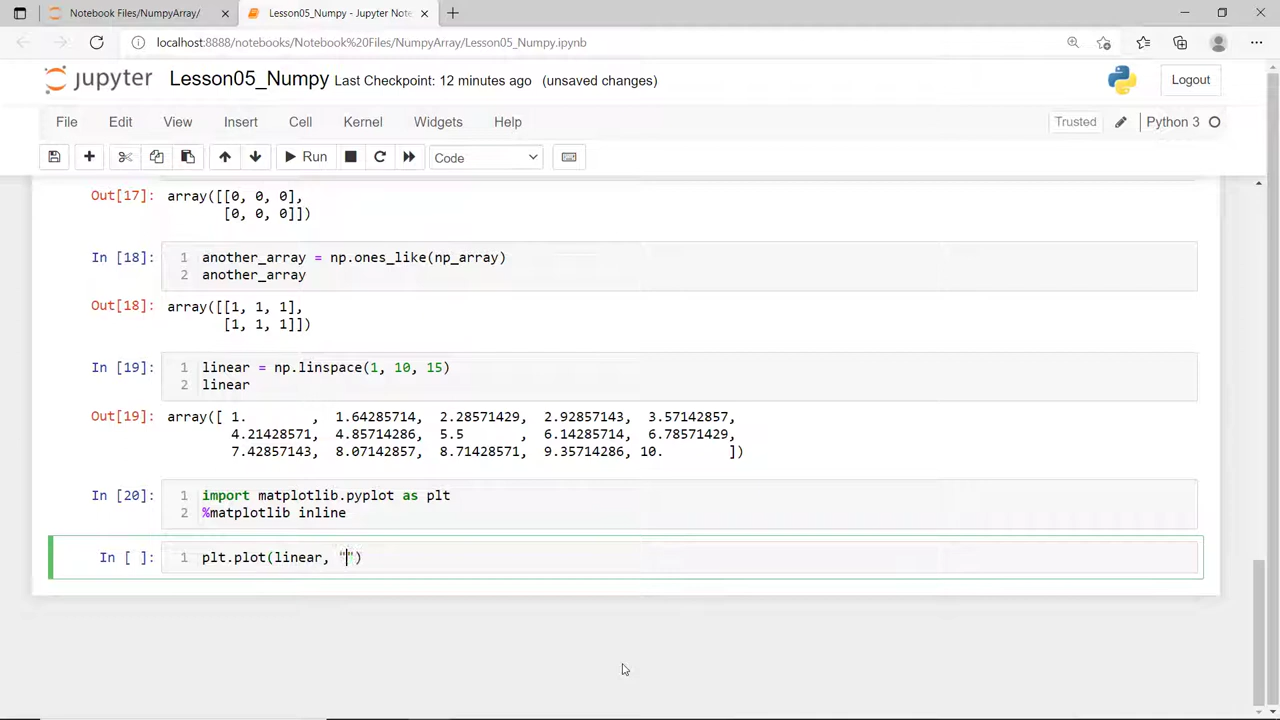 Notebook Files/NumpyArray/
Lesson05_Numpy - Jupyter Note
localhost:8888/notebooks/Notebook%20Files/NumpyArray/Lesson05_Numpy.ipynb
jupyter Lesson05_Numpy Last Checkpoint: 12 minutes ago (unsaved changes) Logout
File Edit View Insert Cell Kernel Widgets Help Trusted Python 3
Run Code
Out[17]: array([[0, 0, 0],
[0, 0, 0]])
In [18]: 1 another_array = np.ones_like(np_array)
2 another_array
Out[18]: array([[1, 1, 1],
[1, 1, 1]])
In [19]: 1 linear = np.linspace(1, 10, 15)
2 linear
Out[19]: array([ 1.        ,  1.64285714,  2.28571429,  2.92857143,  3.57142857,
4.21428571,  4.85714286,  5.5       ,  6.14285714,  6.78571429,
7.42857143,  8.07142857,  8.71428571,  9.35714286, 10.        ])
In [20]: 1 import matplotlib.pyplot as plt
2 %matplotlib inline
In [ ]: 1 plt.plot(linear, "")